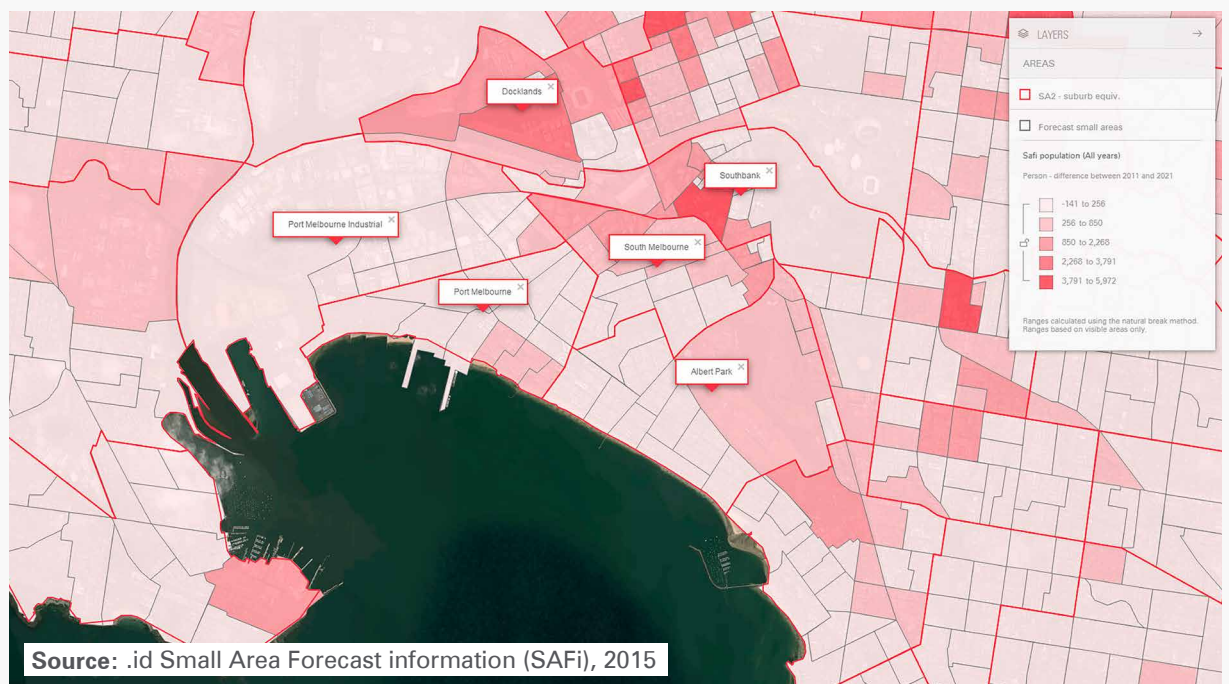 LAYERS
AREAS
SA2 - suburb equiv.
Forecast small areas
Safi population (All years)
Person - difference between 2011 and 2021
-141 to 256
256 to 850
850 to 2,268
2,268 to 3,791
3,791 to 5,972
Ranges calculated using the natural break method.
Ranges based on visible areas only.
Docklands
Southbank
Port Melbourne Industrial
South Melbourne
Port Melbourne
Albert Park
Source: .id Small Area Forecast information (SAFi), 2015